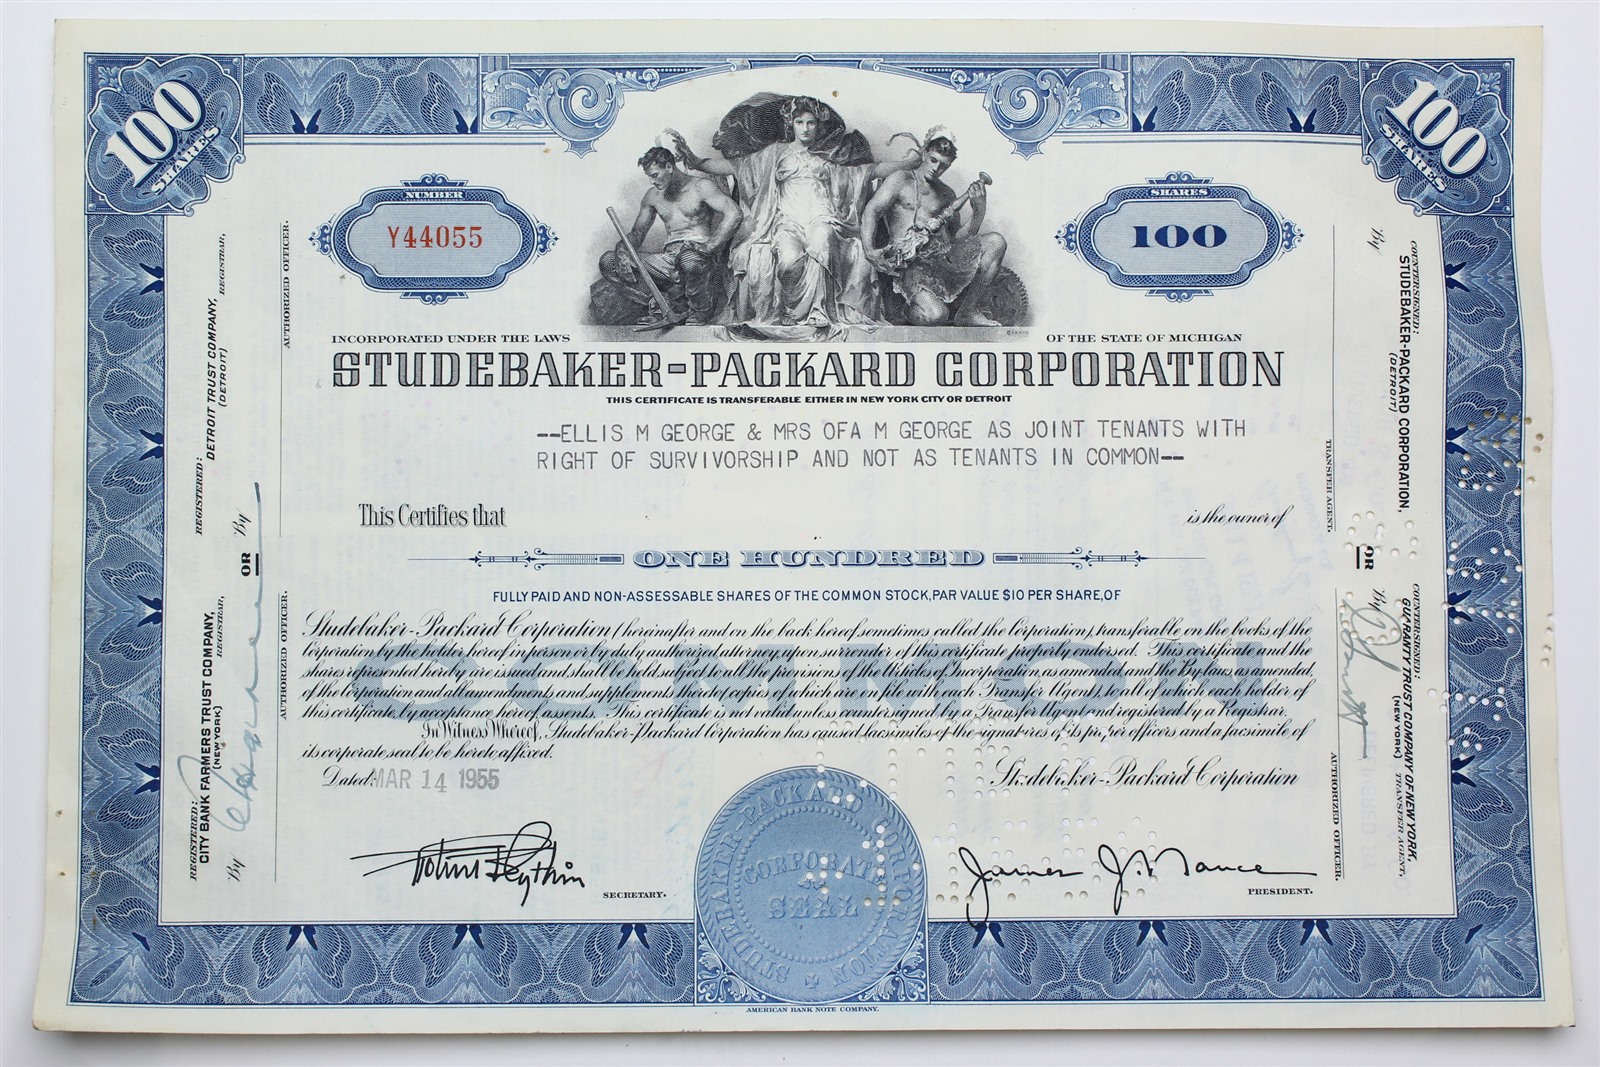 100
SHARES
100
SHARES
NUMBER
Y44055
SHARES
100
INCORPORATED UNDER THE LAWS
OF THE STATE OF MICHIGAN
STUDEBAKER-PACKARD CORPORATION
THIS CERTIFICATE IS TRANSFERABLE EITHER IN NEW YORK CITY OR DETROIT
--ELLIS M GEORGE & MRS OFA M GEORGE AS JOINT TENANTS WITH
RIGHT OF SURVIVORSHIP AND NOT AS TENANTS IN COMMON--
This Certifies that
is the owner of
ONE HUNDRED
FULLY PAID AND NON-ASSESSABLE SHARES OF THE COMMON STOCK, PAR VALUE $10 PER SHARE, OF
COMMON
Studebaker-Packard Corporation (hereinafter and on the back hereof sometimes called the Corporation), transferable on the books of the
Corporation by the holder hereof in person or by duly authorized attorney, upon surrender of this certificate properly endorsed. This certificate and the
shares represented hereby are issued and shall be held subject to all the provisions of the Articles of Incorporation, as amended, and the By-laws, as amended,
of the Corporation and all amendments and supplements thereto, copies of which are on file with each Transfer Agent), to all of which each holder of
this certificate, by acceptance hereof assents. This certificate is not valid unless countersigned by a Transfer Agent and registered by a Registrar.
In Witness Whereof, Studebaker-Packard Corporation has caused facsimiles of the signatures of its proper officers and a facsimile of
its corporate seal to be hereto affixed.
Dated MAR 14 1955
Studebaker-Packard Corporation
SECRETARY.
James J. Nance
PRESIDENT.
STUDEBAKER-PACKARD CORPORATION
CORPORATE
SEAL
AMERICAN BANK NOTE COMPANY.
REGISTERED:
DETROIT TRUST COMPANY,
(DETROIT) REGISTRAR,
By
AUTHORIZED OFFICER.
OR
REGISTERED:
CITY BANK FARMERS TRUST COMPANY,
(NEW YORK) REGISTRAR,
By
AUTHORIZED OFFICER.
COUNTERSIGNED:
STUDEBAKER-PACKARD CORPORATION,
(DETROIT)
By
TRANSFER AGENT.
OR
COUNTERSIGNED:
GUARANTY TRUST COMPANY OF NEW YORK,
(NEW YORK) TRANSFER AGENT.
By
AUTHORIZED OFFICER.